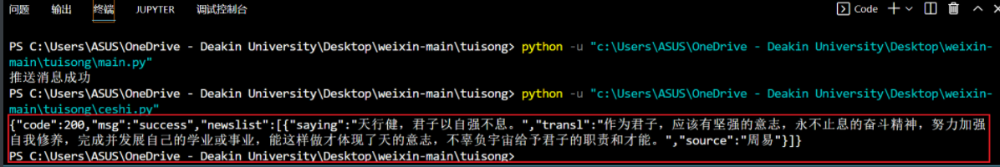 问题 输出 终端 JUPYTER 调试控制台 Code
PS C:\Users\ASUS\OneDrive - Deakin University\Desktop\weixin-main\tuisong> python -u "c:\Users\ASUS\OneDrive - Deakin University\Desktop\weixin-
main\tuisong\main.py"
推送消息成功
PS C:\Users\ASUS\OneDrive - Deakin University\Desktop\weixin-main\tuisong> python -u "c:\Users\ASUS\OneDrive - Deakin University\Desktop\weixin-
main\tuisong\ceshi.py"
{"code":200,"msg":"success","newslist":[{"saying":"天行健，君子以自强不息。","transl":"作为君子，应该有坚强的意志，永不止息的奋斗精神，努力加强
自我修养，完成并发展自己的学业或事业，能这样做才体现了天的意志，不辜负宇宙给予君子的职责和才能。","source":"周易"}]}
PS C:\Users\ASUS\OneDrive - Deakin University\Desktop\weixin-main\tuisong>